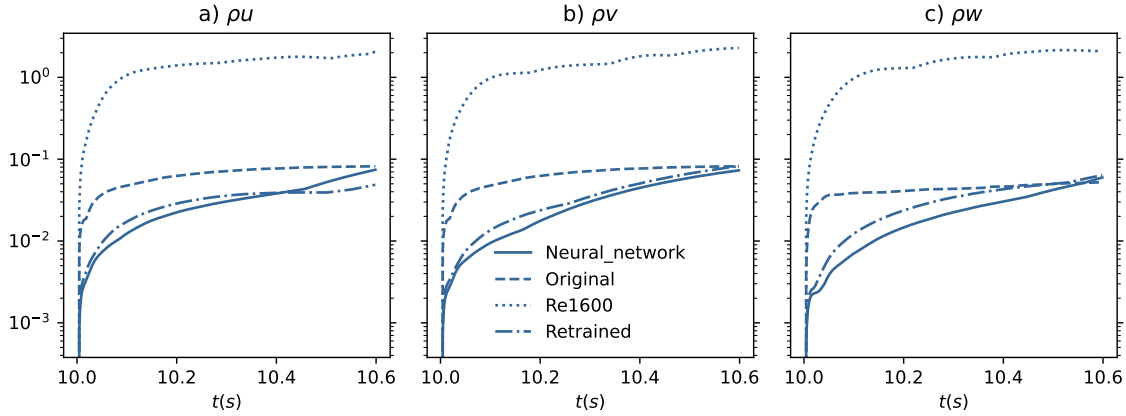 a) ρu
b) ρv
c) ρw
10⁰
10⁻¹
10⁻²
10⁻³
Neural_network
Original
Re1600
Retrained
10.0 10.2 10.4 10.6
10.0 10.2 10.4 10.6
10.0 10.2 10.4 10.6
t(s)
t(s)
t(s)